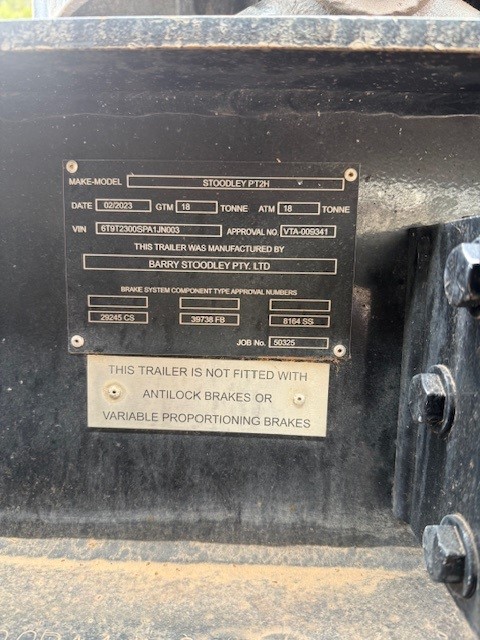 MAKE-MODEL STOODLEY PT2H
DATE 02/2023 GTM 18 TONNE ATM 18 TONNE
VIN 6T9T2300SPA1JN003 APPROVAL NO. VTA-009341
THIS TRAILER WAS MANUFACTURED BY
BARRY STOODLEY PTY. LTD
BRAKE SYSTEM COMPONENT TYPE APPROVAL NUMBERS
29245 CS 39738 FB 8164 SS
JOB No. 50325
THIS TRAILER IS NOT FITTED WITH
ANTILOCK BRAKES OR
VARIABLE PROPORTIONING BRAKES